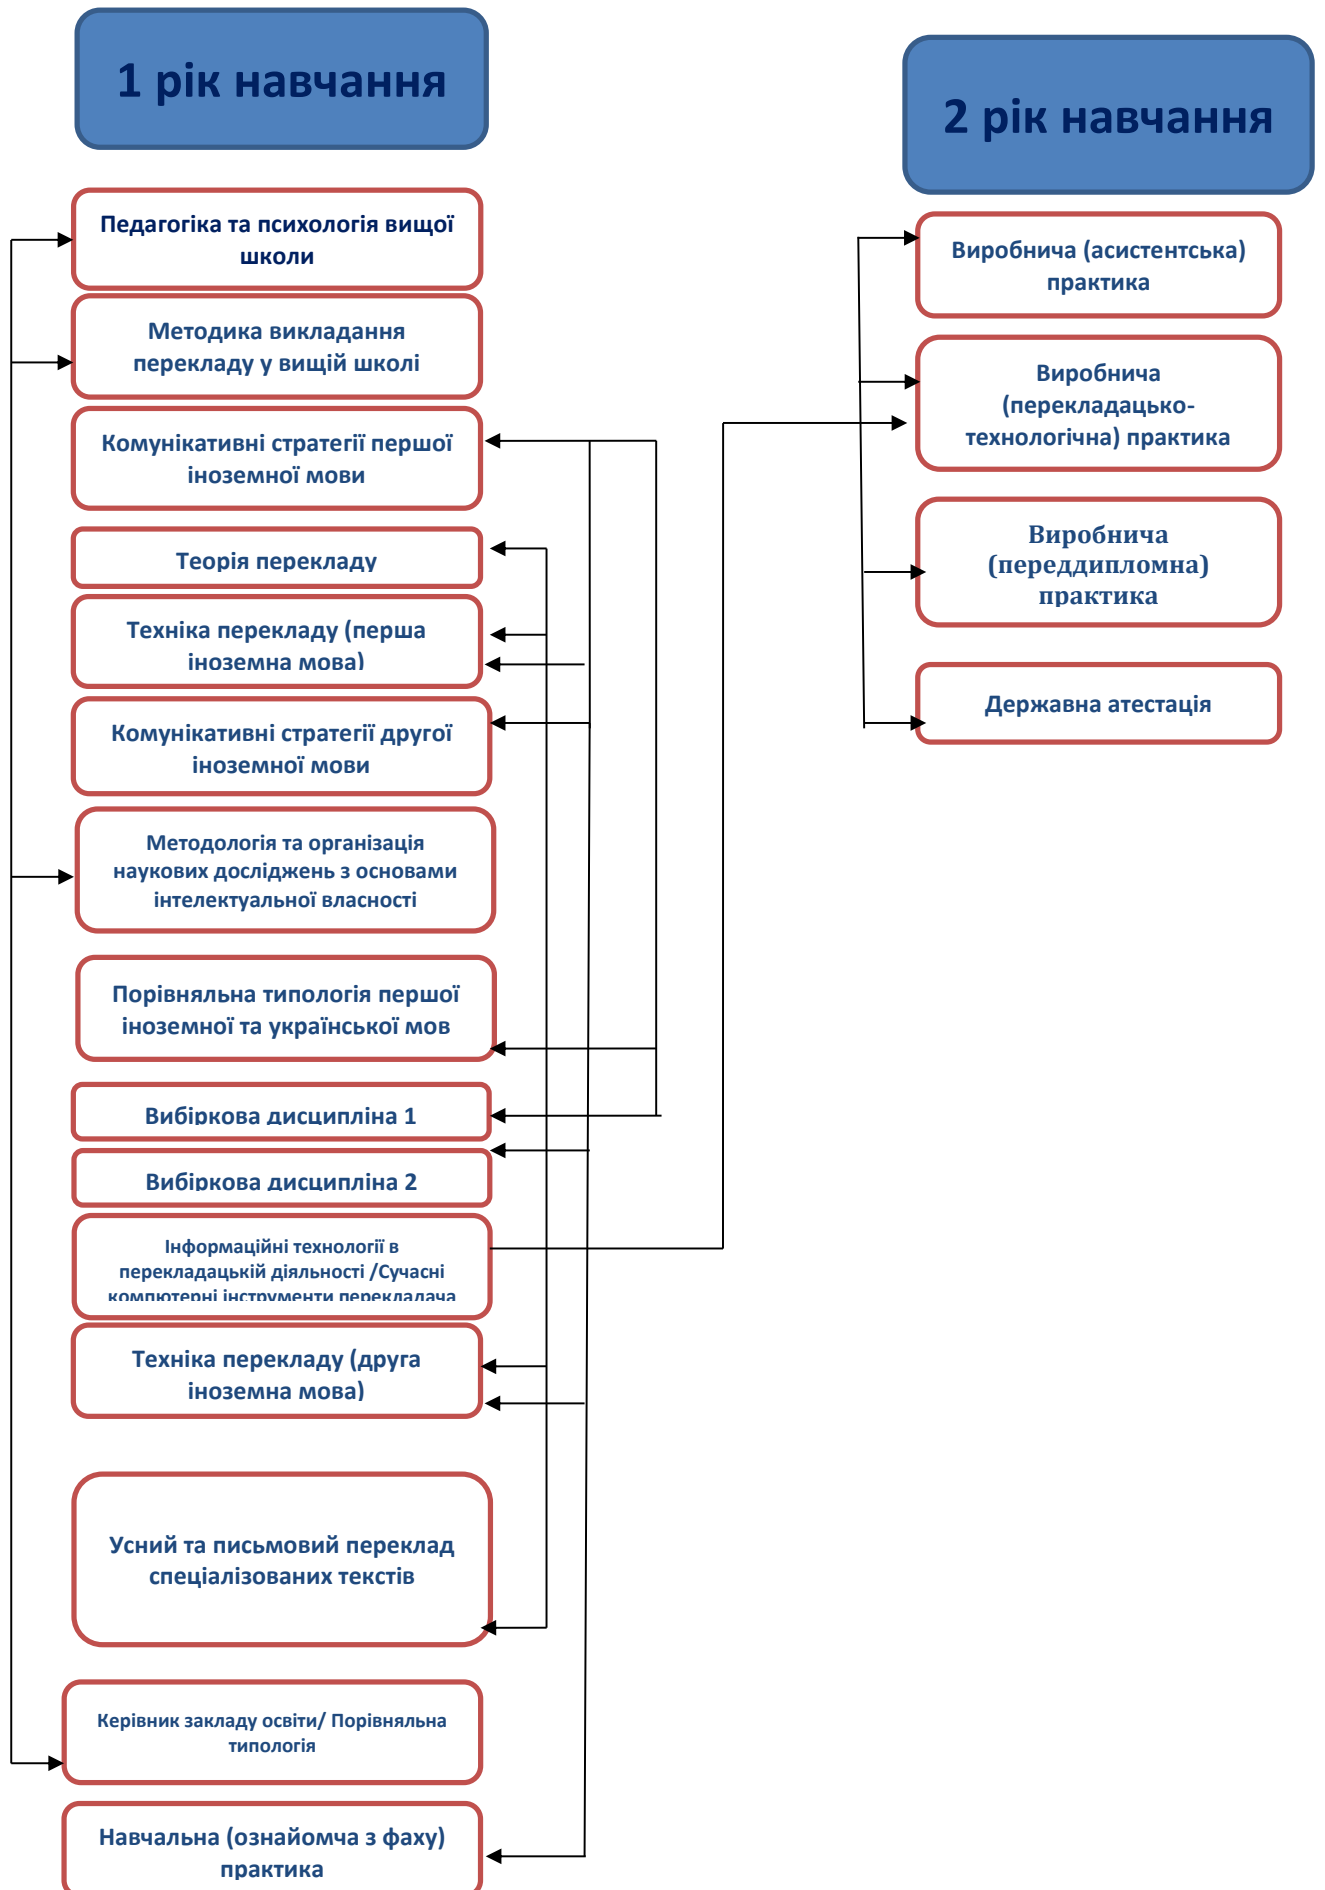 1 рік навчання
2 рік навчання
Педагогіка та психологія вищої
школи
Методика викладання
перекладу у вищій школі
Комунікативні стратегії першої
іноземної мови
Теорія перекладу
Техніка перекладу (перша
іноземна мова)
Комунікативні стратегії другої
іноземної мови
Методологія та організація
наукових досліджень з основами
інтелектуальної власності
Порівняльна типологія першої
іноземної та української мов
Вибіркова дисципліна 1
Вибіркова дисципліна 2
Інформаційні технології в
перекладацькій діяльності /Сучасні
компютерні інструменти перекладача
Техніка перекладу (друга
іноземна мова)
Усний та письмовий переклад
спеціалізованих текстів
Керівник закладу освіти/ Порівняльна
типологія
Навчальна (ознайомча з фаху)
практика
Виробнича (асистентська)
практика
Виробнича
(перекладацько-
технологічна) практика
Виробнича
(переддипломна)
практика
Державна атестація